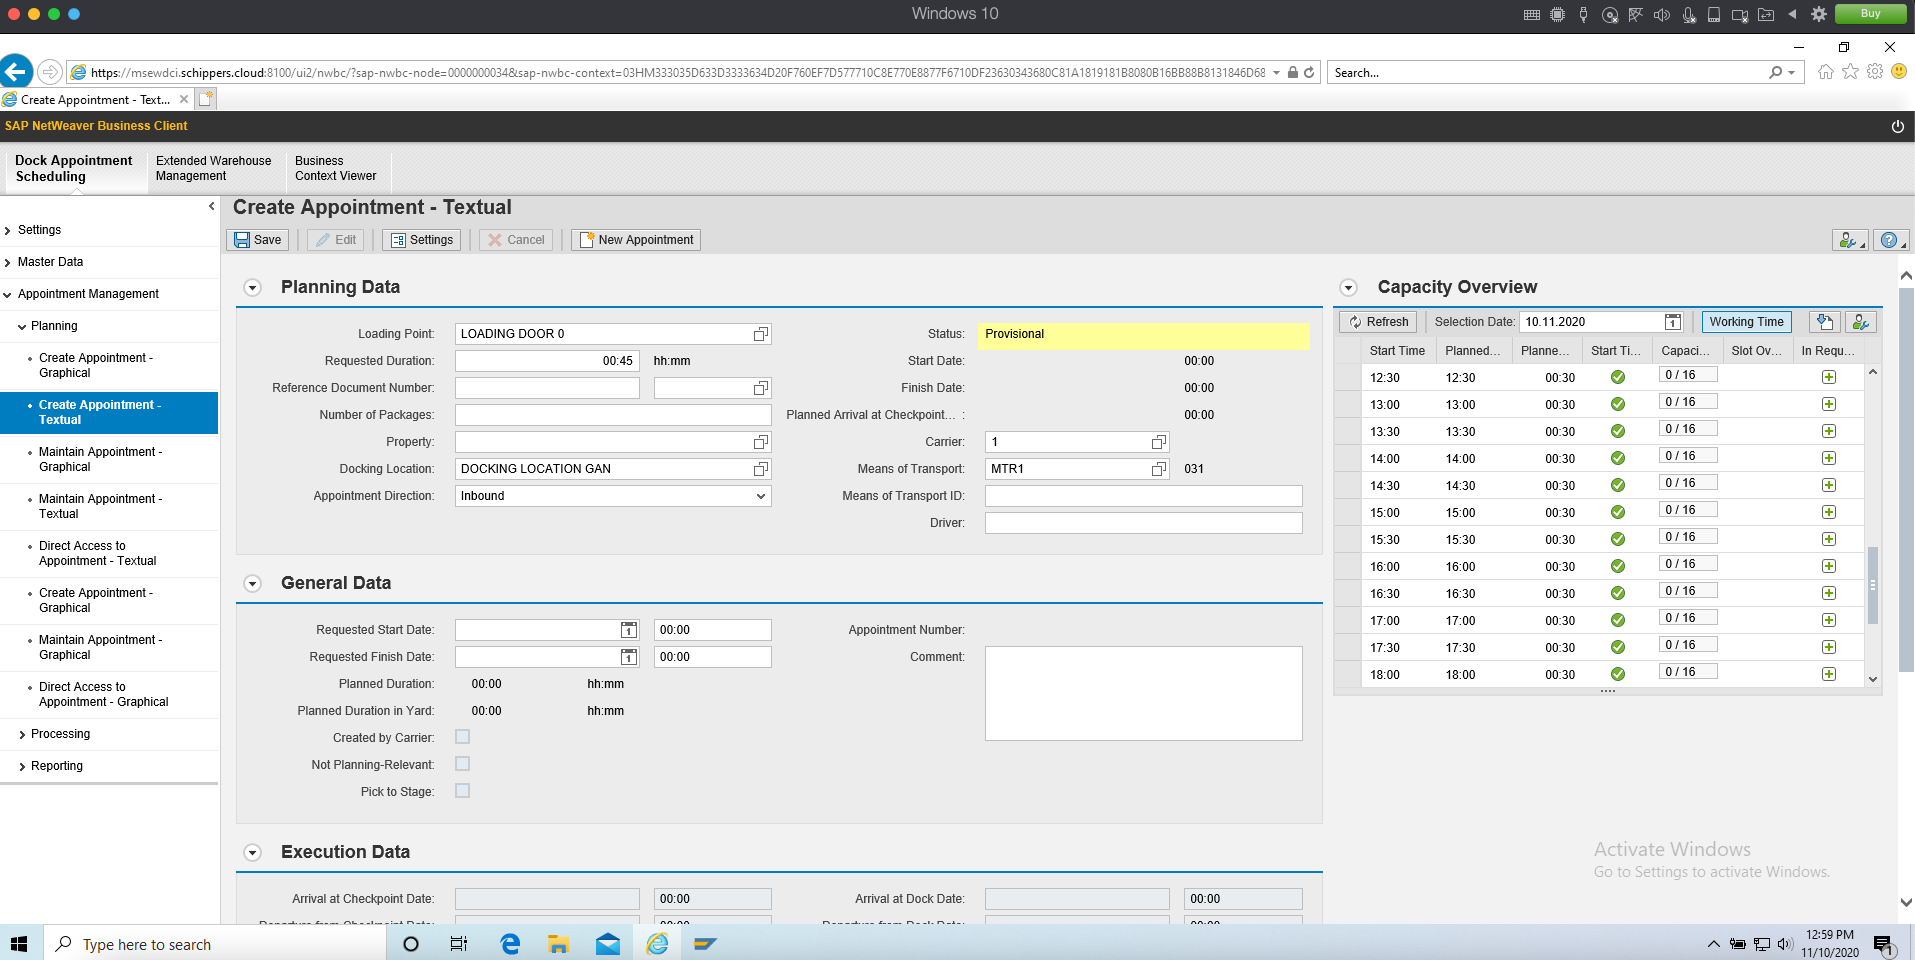 Windows 10
Buy
https://msewdci.schippers.cloud:8100/ui2/nwbc/?sap-nwbc-node=0000000034&sap-nwbc-context=03HM333035D633D3333634D20F760EF7D577710C8E770E8877F6710DF23630343680C81A1819181B8080B16BB88B8131846D68
Search...
Create Appointment - Text...
SAP NetWeaver Business Client
Dock Appointment
Scheduling
Extended Warehouse
Management
Business
Context Viewer
Settings
Master Data
Appointment Management
Planning
Create Appointment -
Graphical
Create Appointment -
Textual
Maintain Appointment -
Graphical
Maintain Appointment -
Textual
Direct Access to
Appointment - Textual
Create Appointment -
Graphical
Maintain Appointment -
Graphical
Direct Access to
Appointment - Graphical
Processing
Reporting
Create Appointment - Textual
Save Edit Settings Cancel New Appointment
Planning Data
Loading Point: LOADING DOOR 0
Requested Duration: 00:45 hh:mm
Reference Document Number:
Number of Packages:
Property:
Docking Location: DOCKING LOCATION GAN
Appointment Direction: Inbound
Status: Provisional
Start Date: 00:00
Finish Date: 00:00
Planned Arrival at Checkpoint... : 00:00
Carrier: 1
Means of Transport: MTR1 031
Means of Transport ID:
Driver:
General Data
Requested Start Date: 1 00:00
Requested Finish Date: 1 00:00
Planned Duration: 00:00 hh:mm
Planned Duration in Yard: 00:00 hh:mm
Created by Carrier:
Not Planning-Relevant:
Pick to Stage:
Appointment Number:
Comment:
Execution Data
Arrival at Checkpoint Date: 00:00
Arrival at Dock Date: 00:00
Departure from Checkpoint Date: 00:00
Departure from Dock Date: 00:00
Capacity Overview
Refresh Selection Date: 10.11.2020 1 Working Time
Start Time Planned... Planne... Start Ti... Capaci... Slot Ov... In Requ...
12:30 12:30 00:30 0 / 16
13:00 13:00 00:30 0 / 16
13:30 13:30 00:30 0 / 16
14:00 14:00 00:30 0 / 16
14:30 14:30 00:30 0 / 16
15:00 15:00 00:30 0 / 16
15:30 15:30 00:30 0 / 16
16:00 16:00 00:30 0 / 16
16:30 16:30 00:30 0 / 16
17:00 17:00 00:30 0 / 16
17:30 17:30 00:30 0 / 16
18:00 18:00 00:30 0 / 16
Activate Windows
Go to Settings to activate Windows.
Type here to search
12:59 PM
11/10/2020
1